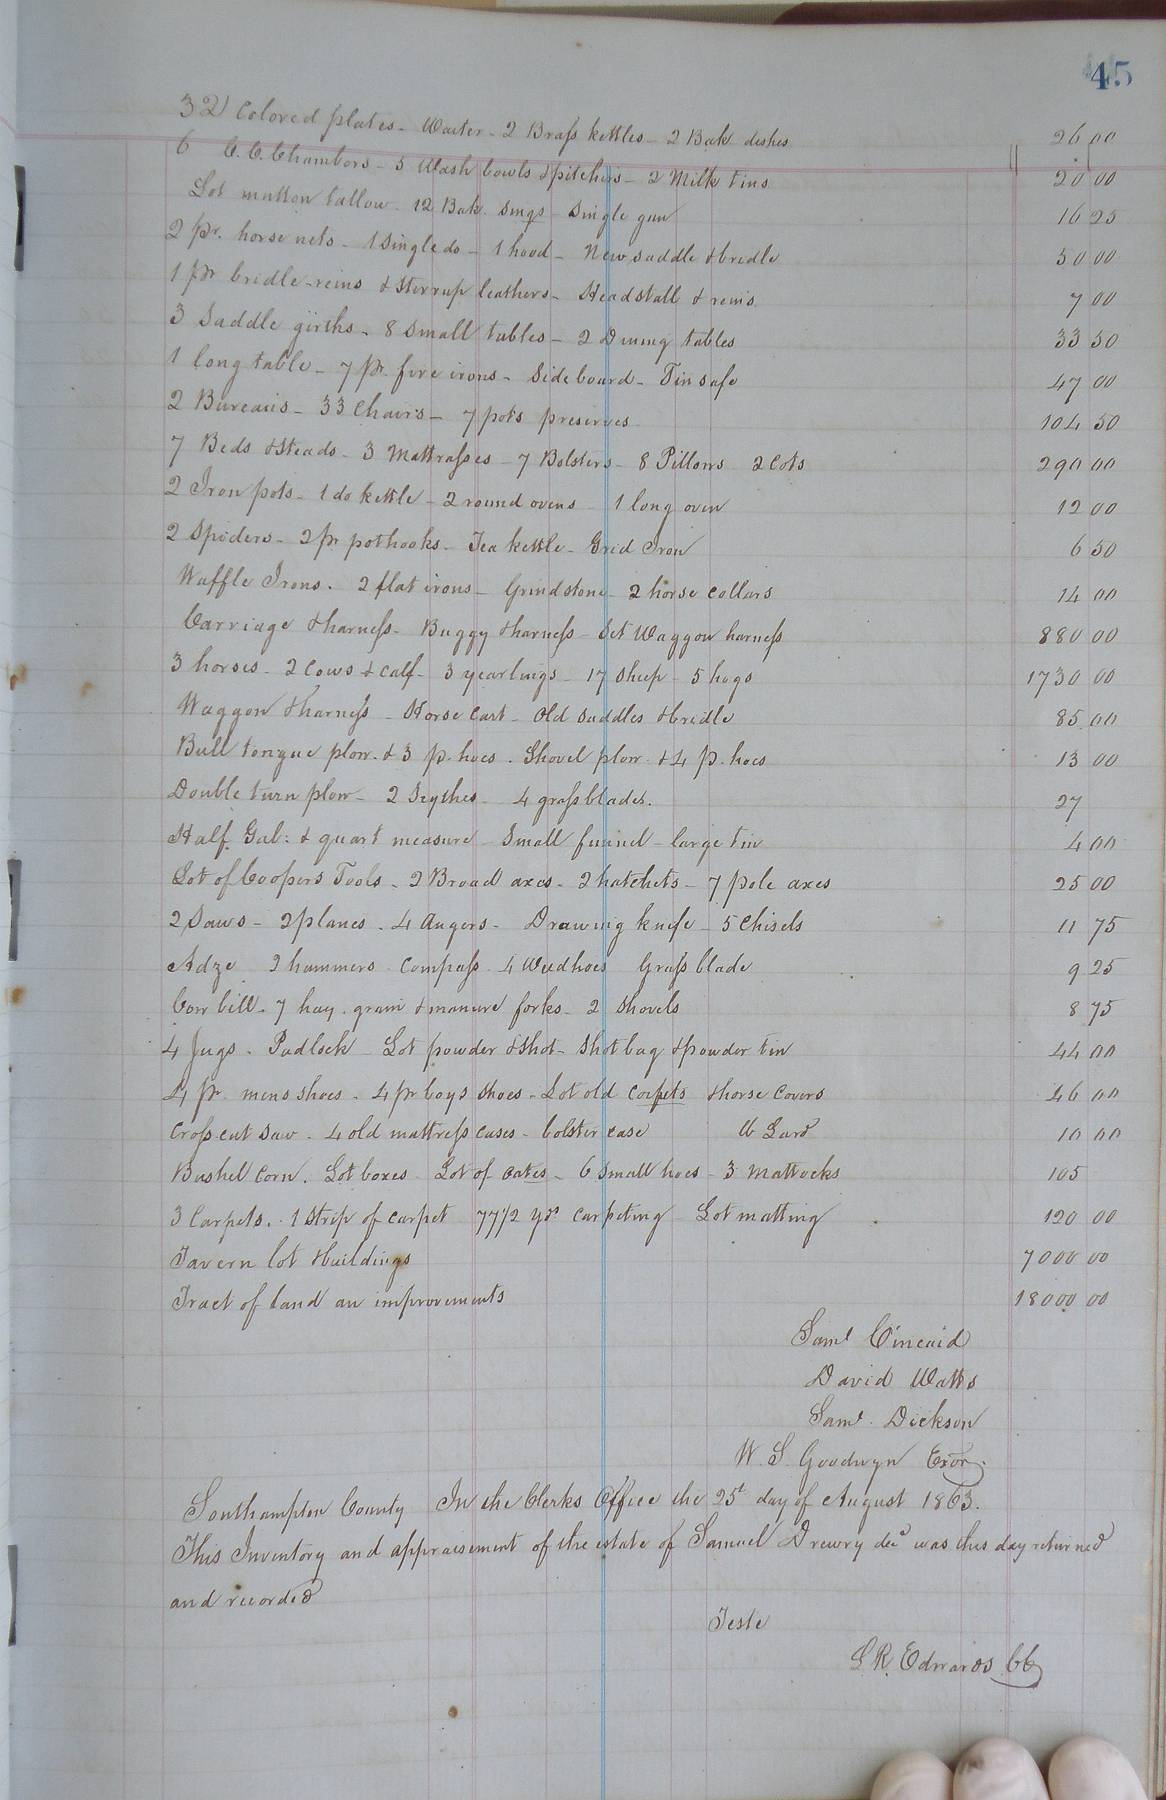 45
32 Colored plates - Waiter - 2 Brass kettles - 2 Bak dishes 26 00
6 C. C. Chambers - 5 Wash bowls & pitchers - 2 Milk tins 20 00
Lot mutton tallow - 12 Bak. - Single gun 16 25
2 pr. horse nets - 1 Single do - 1 hood - New saddle & bridle 50 00
1 pr bridle-reins & Sterrup leathers - Headstall & reins 7 00
3 Saddle girths - 8 Small tables - 2 Dining tables 33 50
1 long table - 7 pr. fire irons - Sideboard - Tin safe 47 00
2 Bureaus - 33 Chairs - 7 pots preserves 104 50
7 Beds & Steads - 3 Mattrasses - 7 Bolsters - 8 Pillows 2 Cots 290 00
2 Iron pots - 1 do kettle - 2 round ovens - 1 long oven 12 00
2 Spiders - 2 pr pothooks - Tea kettle - Grid Iron 6 50
Waffle Irons. 2 flat irons - Grindstone - 2 horse collars 14 00
Carriage & harness - Buggy & harness - Set Waggon harness 880 00
3 horses - 2 Cows & calf - 3 yearlings - 17 Sheep - 5 hogs 1730 00
Waggon & harness - Horse Cart - Old Saddles & bridle 85 00
Bull tongue plow. & 3 p. hoes. Shovel plow & 4 p. hoes 13 00
Double turn plow - 2 Scythes - 4 grass blades. 27
Half Gal: & quart measure - Small funnel - large tin 4 00
Lot of Coopers Tools - 2 Broad axes - 2 hatchets - 7 pole axes 25 00
2 Saws - 2 planes - 4 Augers - Drawing knife - 5 Chisels 11 75
Adze 2 hammers Compass 4 Weedhoes Grass blade 9 25
Cow bell - 7 hay. grain & manure forks - 2 Shovels 8 75
4 Jugs - Padlock - Lot powder & Shot - Shot bag & powder tin 44 00
4 pr. mens shoes - 4 pr boys Shoes - Lot old Carpets & horse Covers 46 00
Cross cut saw - 4 old mattress cases - bolster case Lard 10 00
Bushel Corn. Lot boxes - Lot of Oates - 6 Small hoes - 3 Mattocks 105
3 Carpets. 1 Strip of carpet 77 1/2 yds carpeting - Lot matting 120 00
Tavern lot & buildings 7000 00
Tract of land an improvements 18000 00
Saml Cincaid
David Watts
Saml. Dickson
W. S. Goodwyn Exor.
Southampton County In the Clerks Office the 25t day of August 1863.
This Inventory and appraisement of the estate of Samuel Drewry decd was this day returned
and recorded
Teste
L. R. Edwards CC